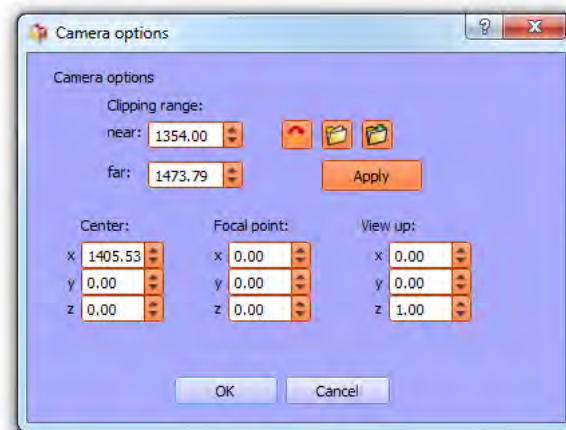 Camera options
Camera options
Clipping range:
near: 1354.00
far: 1473.79
Apply
Center: Focal point: View up:
x 1405.53 x 0.00 x 0.00
y 0.00 y 0.00 y 0.00
z 0.00 z 0.00 z 1.00
OK Cancel